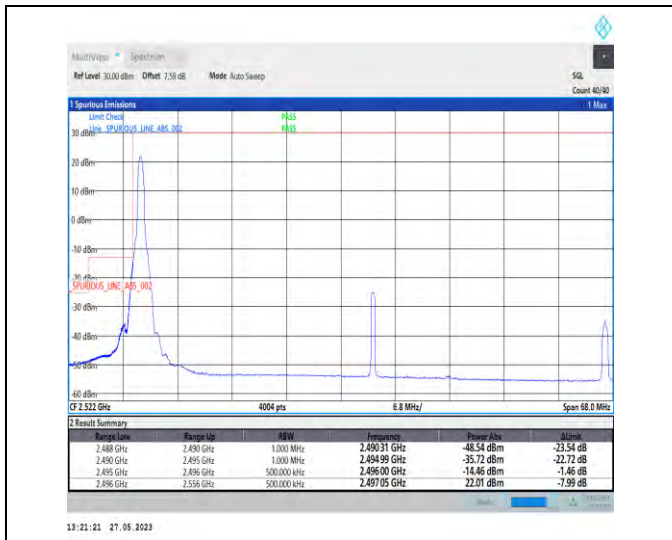 MultiView Spectrum
Ref Level 30.00 dBm Offset 7.59 dB Mode Auto Sweep SGL
Count 40/40
1 Spurious Emissions 1 Max
Limit Check PASS
Line SPURIOUS_LINE_ABS_002 PASS
30 dBm
20 dBm
10 dBm
0 dBm
-10 dBm
-20 dBm
SPURIOUS_LINE_ABS_002
-30 dBm
-40 dBm
-50 dBm
-60 dBm
CF 2.522 GHz 4004 pts 6.8 MHz/ Span 68.0 MHz
2 Result Summary
Range Low Range Up RBW Frequency Power Abs ΔLimit
2.488 GHz 2.490 GHz 1.000 MHz 2.49031 GHz -48.54 dBm -23.54 dB
2.490 GHz 2.495 GHz 1.000 MHz 2.49499 GHz -35.72 dBm -22.72 dB
2.495 GHz 2.496 GHz 500.000 kHz 2.49600 GHz -14.46 dBm -1.46 dB
2.496 GHz 2.556 GHz 500.000 kHz 2.49705 GHz 22.01 dBm -7.99 dB
13:21:21 27.05.2023